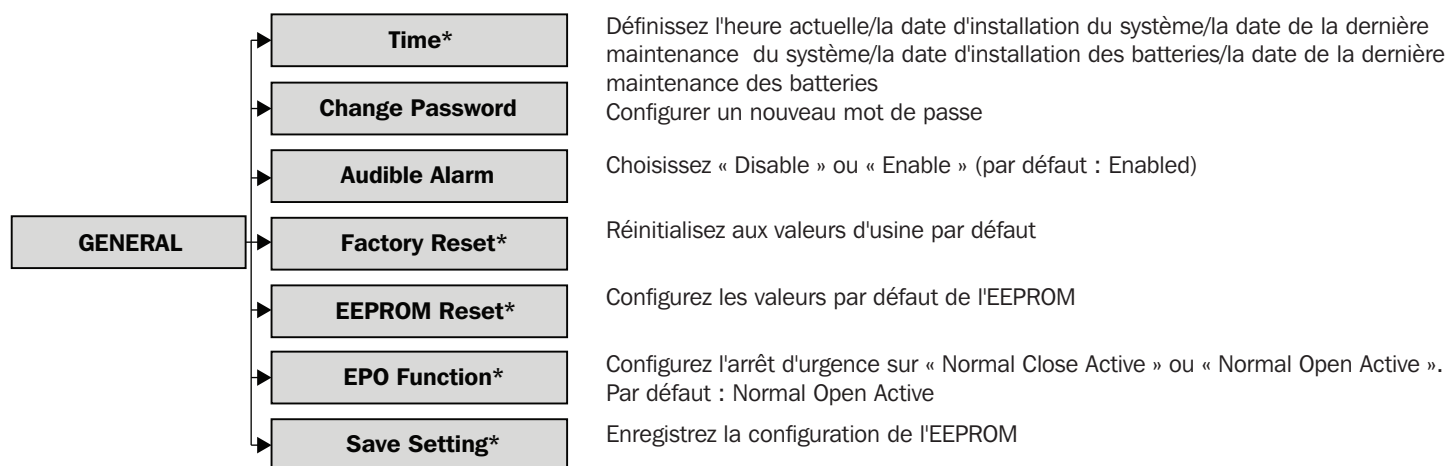 Time*
Définissez l'heure actuelle/la date d'installation du système/la date de la dernière
maintenance  du système/la date d'installation des batteries/la date de la dernière
maintenance des batteries
Change Password
Configurer un nouveau mot de passe
Audible Alarm
Choisissez « Disable » ou « Enable » (par défaut : Enabled)
GENERAL
Factory Reset*
Réinitialisez aux valeurs d'usine par défaut
EEPROM Reset*
Configurez les valeurs par défaut de l'EEPROM
EPO Function*
Configurez l'arrêt d'urgence sur « Normal Close Active » ou « Normal Open Active ».
Par défaut : Normal Open Active
Save Setting*
Enregistrez la configuration de l'EEPROM